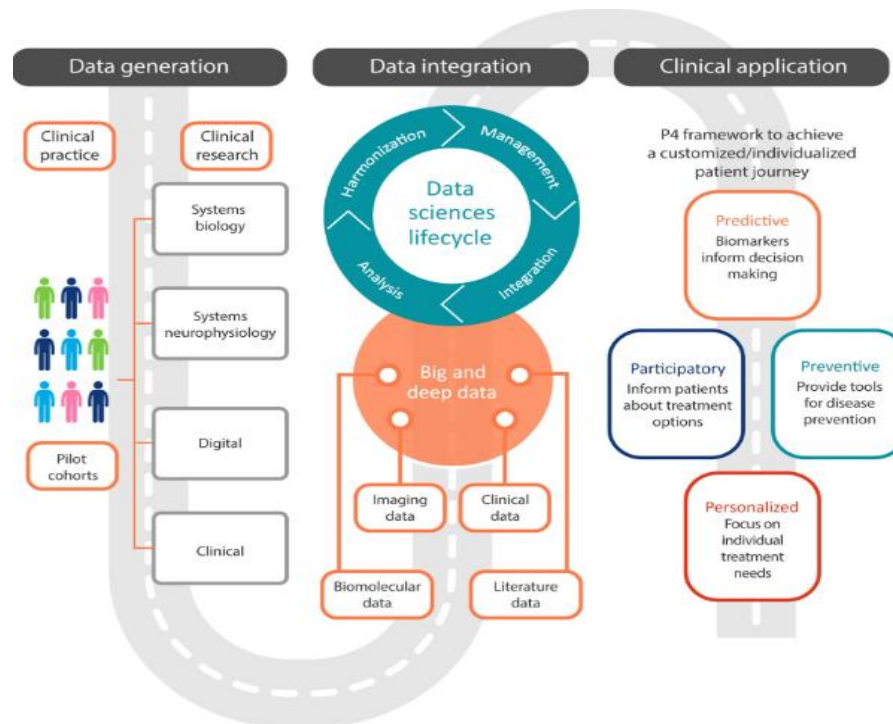 Data generation
Data integration
Clinical application
Clinical
practice
Clinical
research
Systems
biology
Systems
neurophysiology
Digital
Clinical
Pilot
cohorts
Harmonization
Management
Integration
Analysis
Data
sciences
lifecycle
Big and
deep data
Imaging
data
Clinical
data
Biomolecular
data
Literature
data
P4 framework to achieve
a customized/individualized
patient journey
Predictive
Biomarkers
inform decision
making
Participatory
Inform patients
about treatment
options
Preventive
Provide tools
for disease
prevention
Personalized
Focus on
individual
treatment
needs